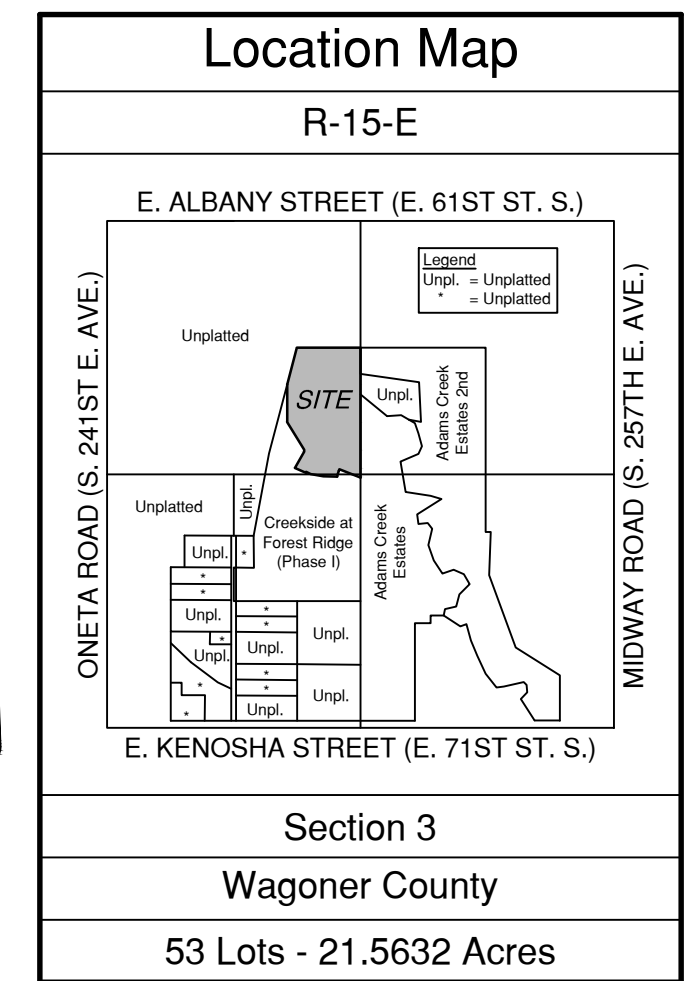 Location Map
R-15-E
E. ALBANY STREET (E. 61ST ST. S.)
ONETA ROAD (S. 241ST E. AVE.)
MIDWAY ROAD (S. 257TH E. AVE.)
Legend
Unpl. = Unplatted
* = Unplatted
Unplatted
SITE
Unpl.
Adams Creek
Estates 2nd
Unplatted
Unpl.
Creekside at
Forest Ridge
(Phase I)
Adams Creek
Estates
Unpl.
*
*
*
Unpl.
*
Unpl.
*
*
*
*
Unpl.
Unpl.
*
*
Unpl.
Unpl.
E. KENOSHA STREET (E. 71ST ST. S.)
Section 3
Wagoner County
53 Lots - 21.5632 Acres